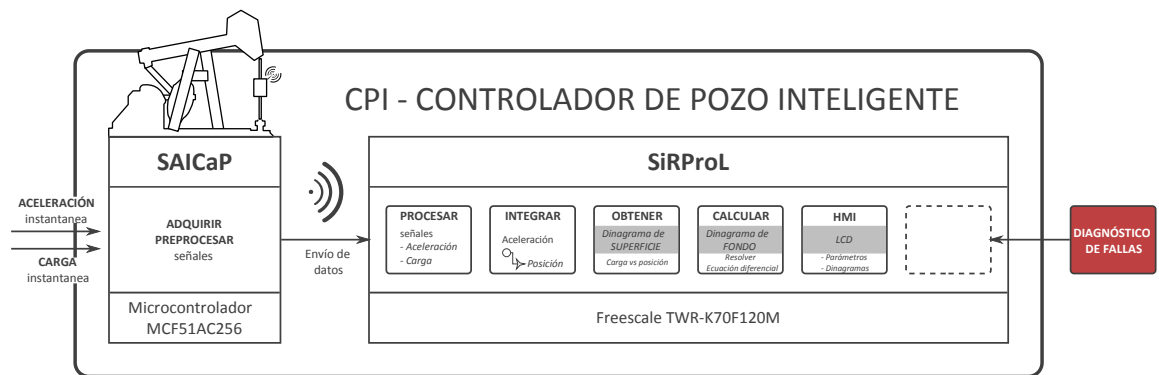 CPI - CONTROLADOR DE POZO INTELIGENTE
ACELERACIÓN
instantanea
CARGA
instantanea
SAICaP
ADQUIRIR
PREPROCESAR
señales
Microcontrolador
MCF51AC256
Envío de
datos
SiRProL
PROCESAR
señales
- Aceleración
- Carga
INTEGRAR
Aceleración
Posición
OBTENER
Dinagrama de
SUPERFICIE
Carga vs posición
CALCULAR
Dinagrama de
FONDO
Resolver
Ecuación diferencial
HMI
LCD
- Parámetros
- Dinagramas
Freescale TWR-K70F120M
DIAGNÓSTICO
DE FALLAS